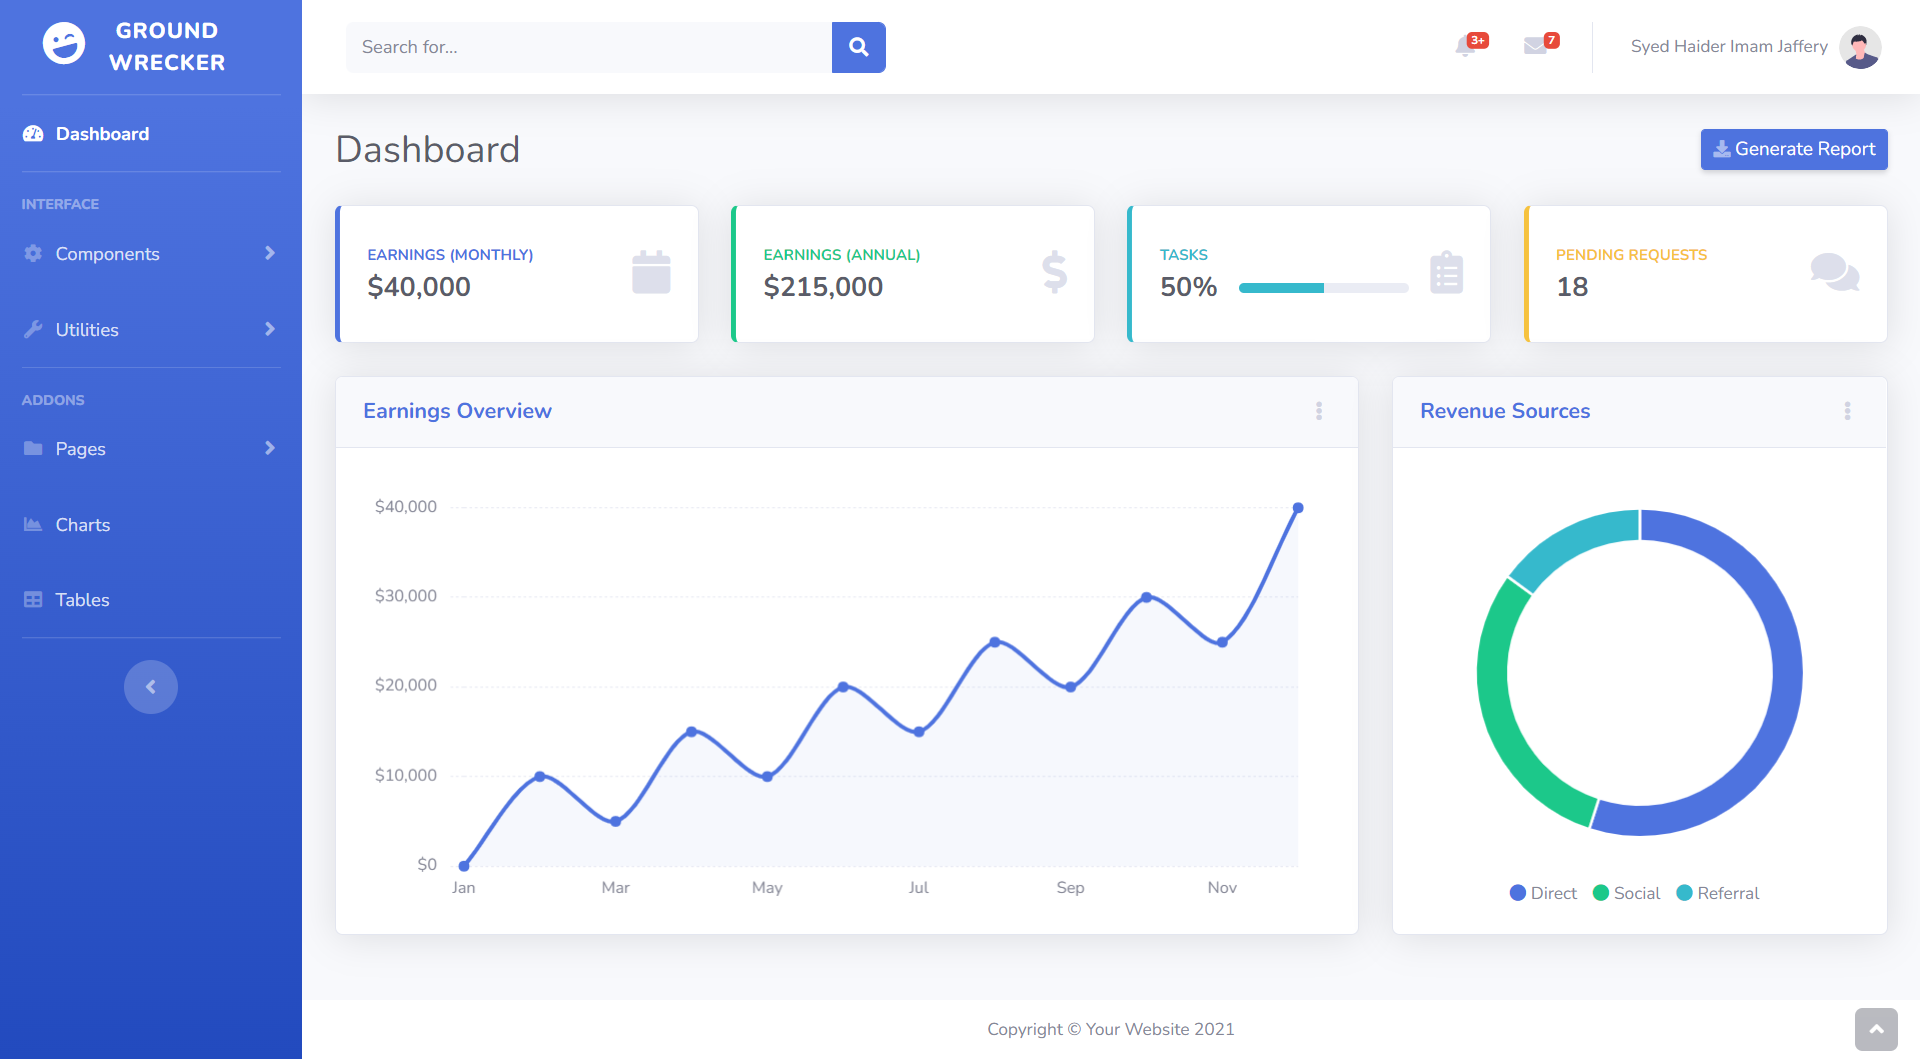 GROUND
WRECKER
Search for...
3+
7
Syed Haider Imam Jaffery
Dashboard
INTERFACE
Components
Utilities
ADDONS
Pages
Charts
Tables
Dashboard
Generate Report
EARNINGS (MONTHLY)
$40,000
EARNINGS (ANNUAL)
$215,000
TASKS
50%
PENDING REQUESTS
18
Earnings Overview
$40,000
$30,000
$20,000
$10,000
$0
Jan Mar May Jul Sep Nov
Revenue Sources
Direct Social Referral
Copyright © Your Website 2021